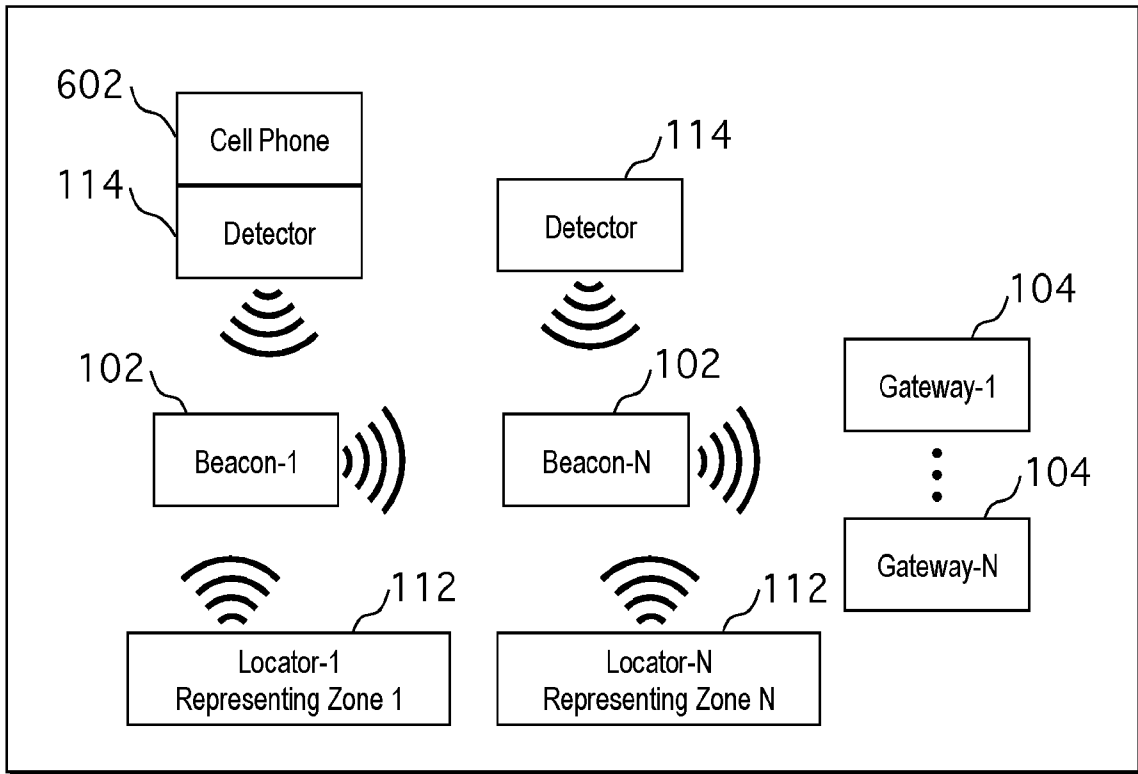 602
Cell Phone
114
Detector
114
Detector
104
Gateway-1
102
Beacon-1
102
Beacon-N
104
Gateway-N
112
Locator-1
Representing Zone 1
112
Locator-N
Representing Zone N